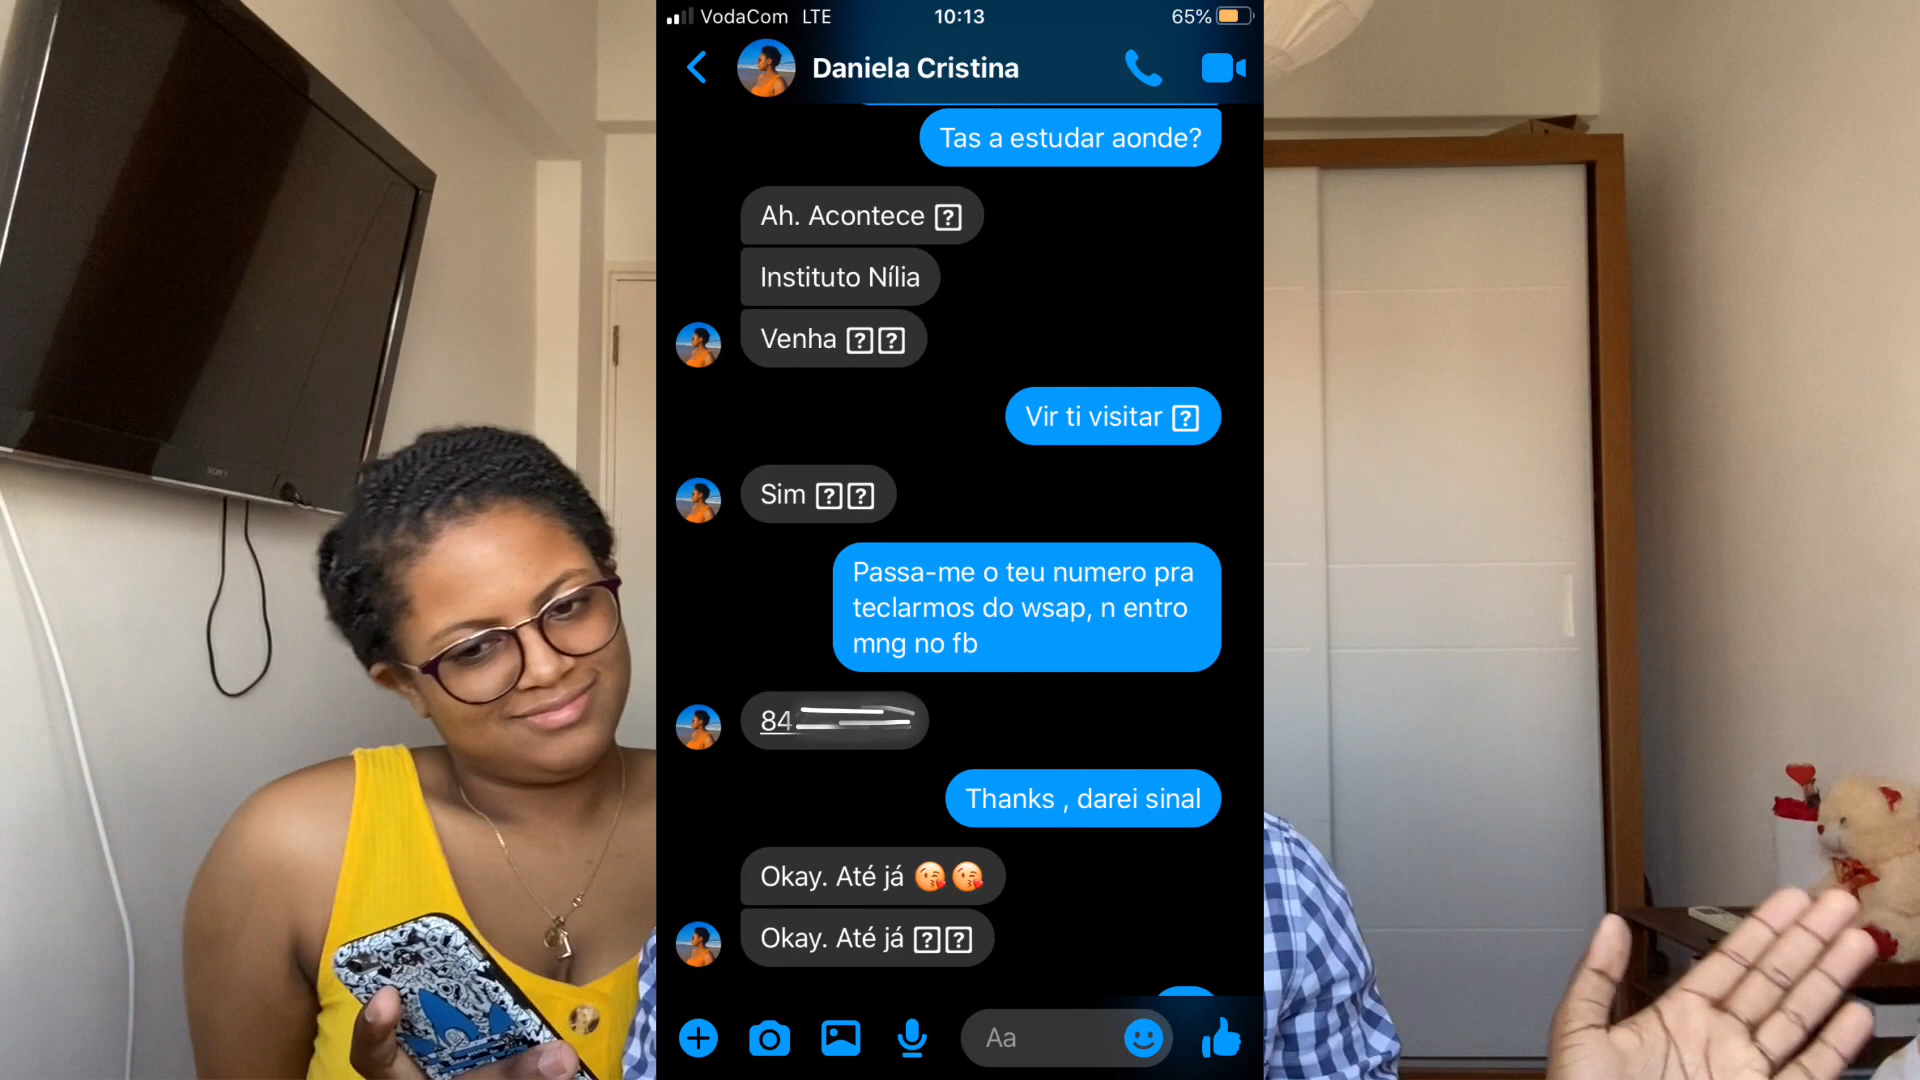 VodaCom LTE 10:13 65%
Daniela Cristina
Tas a estudar aonde?
Ah. Acontece
Instituto Nília
Venha
Vir ti visitar
Sim
Passa-me o teu numero pra
teclarmos do wsap, n entro
mng no fb
84
Thanks , darei sinal
Okay. Até já 😘😘
Okay. Até já
Aa
SONY